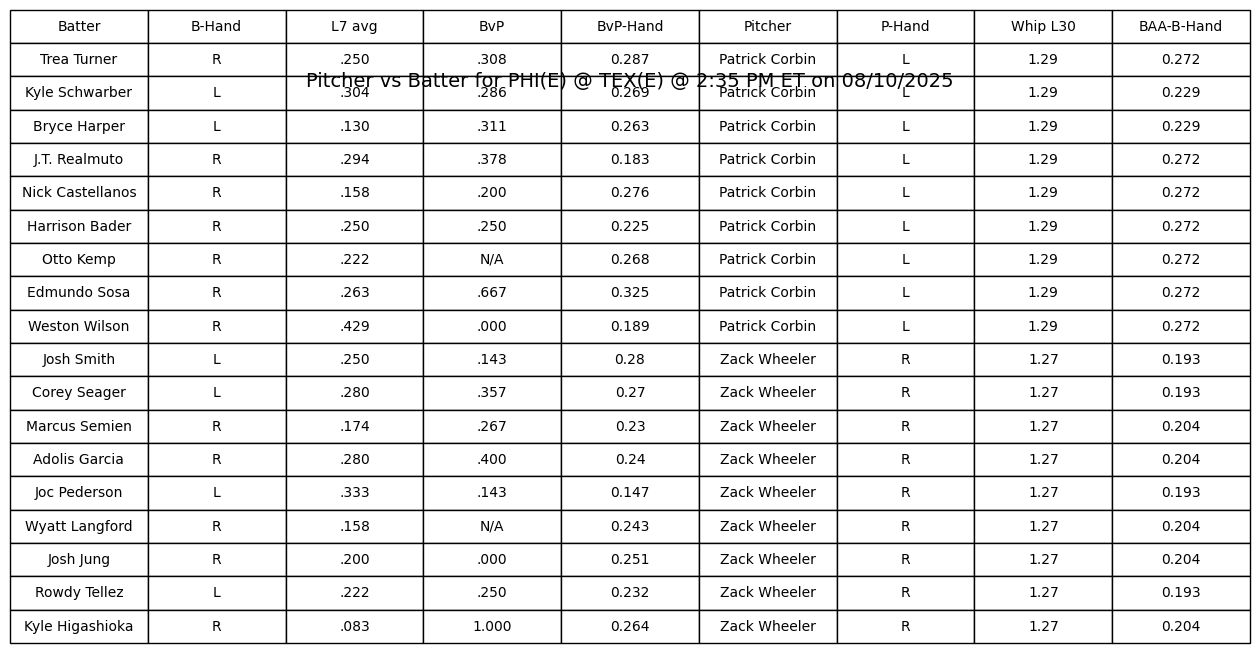 Batter B-Hand L7 avg BvP BvP-Hand Pitcher P-Hand Whip L30 BAA-B-Hand
Trea Turner R .250 .308 0.287 Patrick Corbin L 1.29 0.272
Pitcher vs Batter for PHI(E) @ TEX(E) @ 2:35 PM ET on 08/10/2025
Kyle Schwarber L .304 .286 0.269 Patrick Corbin L 1.29 0.229
Bryce Harper L .130 .311 0.263 Patrick Corbin L 1.29 0.229
J.T. Realmuto R .294 .378 0.183 Patrick Corbin L 1.29 0.272
Nick Castellanos R .158 .200 0.276 Patrick Corbin L 1.29 0.272
Harrison Bader R .250 .250 0.225 Patrick Corbin L 1.29 0.272
Otto Kemp R .222 N/A 0.268 Patrick Corbin L 1.29 0.272
Edmundo Sosa R .263 .667 0.325 Patrick Corbin L 1.29 0.272
Weston Wilson R .429 .000 0.189 Patrick Corbin L 1.29 0.272
Josh Smith L .250 .143 0.28 Zack Wheeler R 1.27 0.193
Corey Seager L .280 .357 0.27 Zack Wheeler R 1.27 0.193
Marcus Semien R .174 .267 0.23 Zack Wheeler R 1.27 0.204
Adolis Garcia R .280 .400 0.24 Zack Wheeler R 1.27 0.204
Joc Pederson L .333 .143 0.147 Zack Wheeler R 1.27 0.193
Wyatt Langford R .158 N/A 0.243 Zack Wheeler R 1.27 0.204
Josh Jung R .200 .000 0.251 Zack Wheeler R 1.27 0.204
Rowdy Tellez L .222 .250 0.232 Zack Wheeler R 1.27 0.193
Kyle Higashioka R .083 1.000 0.264 Zack Wheeler R 1.27 0.204